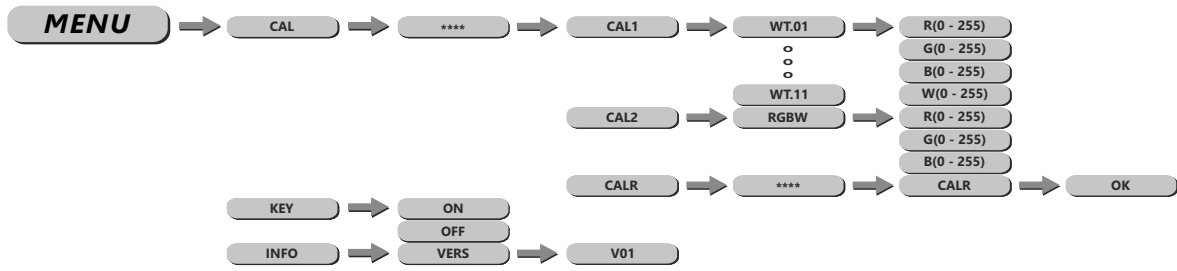 MENU CAL **** CAL1 WT.01 R(0 - 255)
G(0 - 255)
B(0 - 255)
WT.11 W(0 - 255)
CAL2 RGBW R(0 - 255)
G(0 - 255)
B(0 - 255)
CALR **** CALR OK
KEY ON
OFF
INFO VERS V01